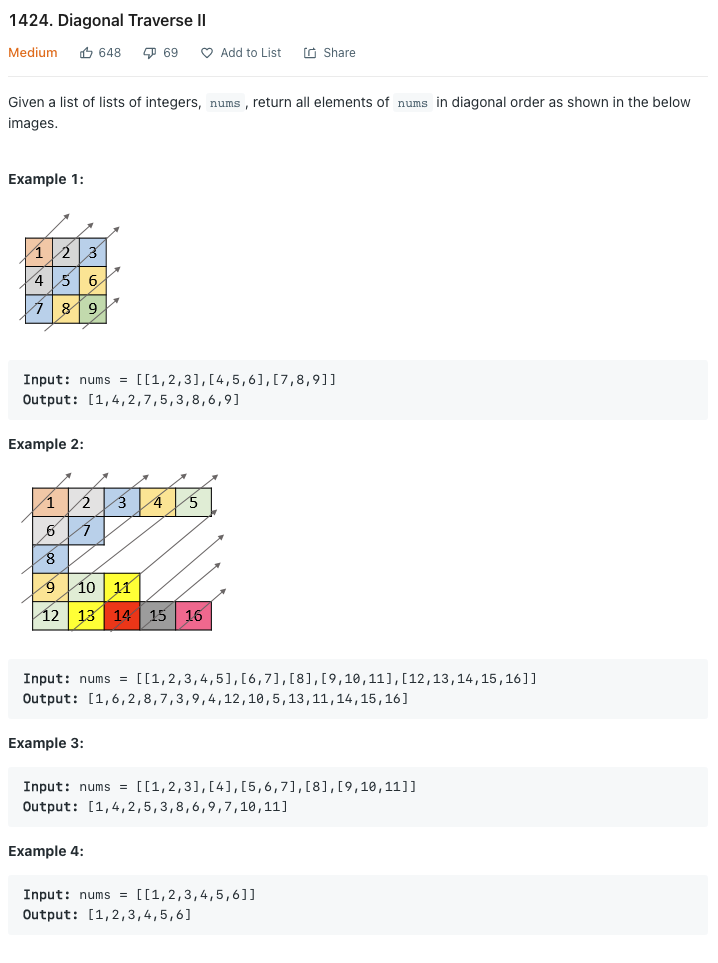 1424. Diagonal Traverse II
Medium 648 69 Add to List Share
Given a list of lists of integers, nums , return all elements of nums in diagonal order as shown in the below
images.
Example 1:
1 2 3
4 5 6
7 8 9
Input: nums = [[1,2,3],[4,5,6],[7,8,9]]
Output: [1,4,2,7,5,3,8,6,9]
Example 2:
1 2 3 4 5
6 7
8
9 10 11
12 13 14 15 16
Input: nums = [[1,2,3,4,5],[6,7],[8],[9,10,11],[12,13,14,15,16]]
Output: [1,6,2,8,7,3,9,4,12,10,5,13,11,14,15,16]
Example 3:
Input: nums = [[1,2,3],[4],[5,6,7],[8],[9,10,11]]
Output: [1,4,2,5,3,8,6,9,7,10,11]
Example 4:
Input: nums = [[1,2,3,4,5,6]]
Output: [1,2,3,4,5,6]